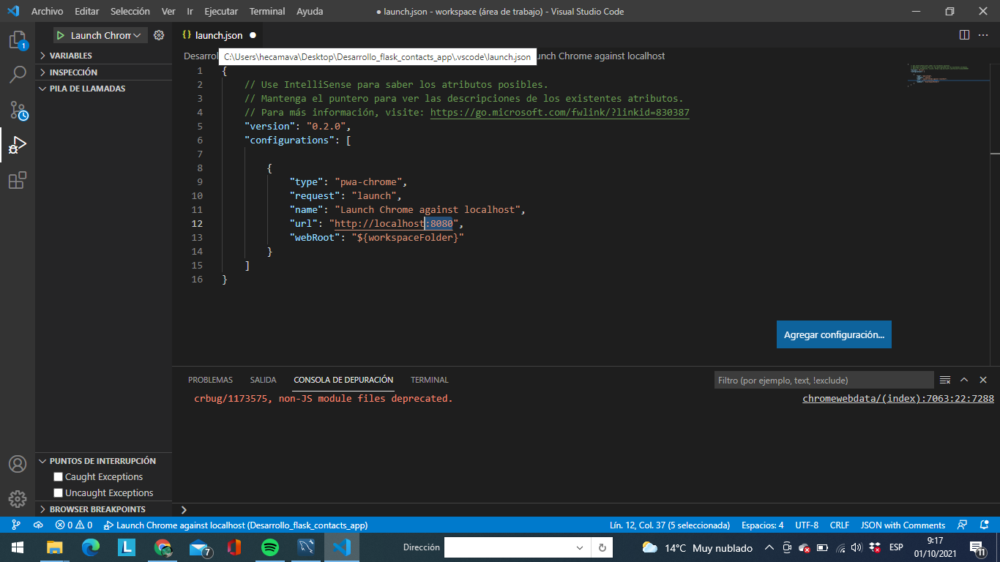 Archivo Editar Selección Ver Ir Ejecutar Terminal Ayuda
● launch.json - workspace (área de trabajo) - Visual Studio Code
1
Launch Chrom
VARIABLES
INSPECCIÓN
PILA DE LLAMADAS
{} launch.json ●
Desarrol
C:\Users\hecamava\Desktop\Desarrollo_flask_contacts_app\.vscode\launch.json
unch Chrome against localhost
1 {
2 // Use IntelliSense para saber los atributos posibles.
3 // Mantenga el puntero para ver las descripciones de los existentes atributos.
4 // Para más información, visite: https://go.microsoft.com/fwlink/?linkid=830387
5 "version": "0.2.0",
6 "configurations": [
7
8 {
9 "type": "pwa-chrome",
10 "request": "launch",
11 "name": "Launch Chrome against localhost",
12 "url": "http://localhost:8080",
13 "webRoot": "${workspaceFolder}"
14 }
15 ]
16 }
Agregar configuración...
PROBLEMAS SALIDA CONSOLA DE DEPURACIÓN TERMINAL
Filtro (por ejemplo, text, !exclude)
crbug/1173575, non-JS module files deprecated.
chromewebdata/(index):7063:22:7288
PUNTOS DE INTERRUPCIÓN
Caught Exceptions
Uncaught Exceptions
BROWSER BREAKPOINTS
0 0 Launch Chrome against localhost (Desarrollo_flask_contacts_app)
Lín. 12, Col. 37 (5 seleccionada) Espacios: 4 UTF-8 CRLF JSON with Comments
L
7
Dirección
14°C Muy nublado
ESP
9:17
01/10/2021
11